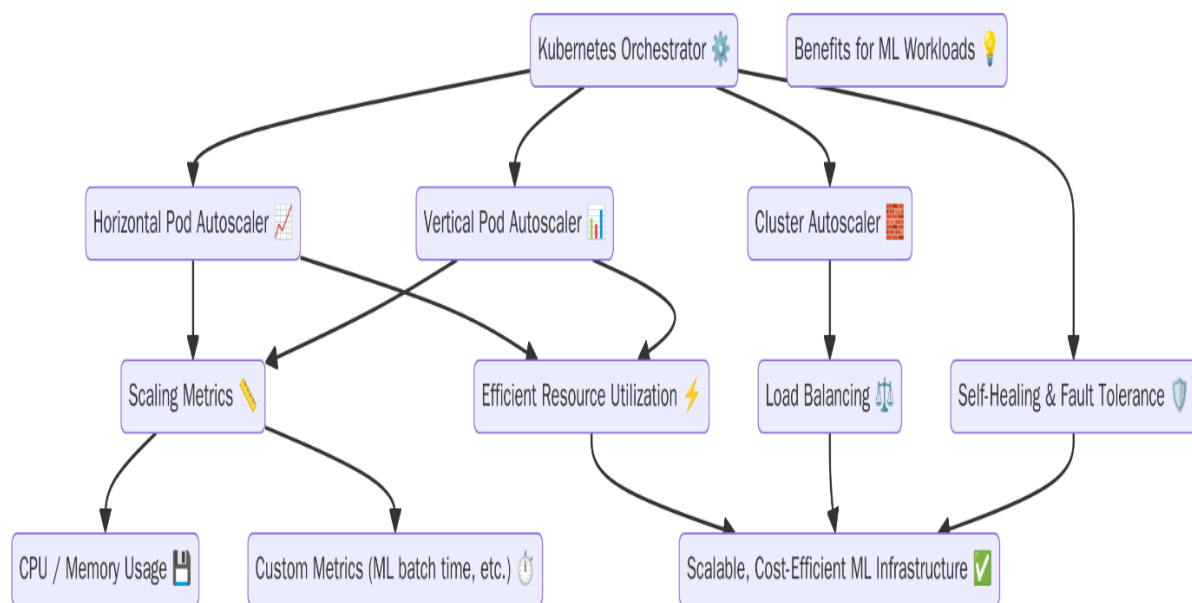 Kubernetes Orchestrator ⚙️
Benefits for ML Workloads 💡
Horizontal Pod Autoscaler 📈
Vertical Pod Autoscaler 📊
Cluster Autoscaler 🧱
Scaling Metrics 📏
Efficient Resource Utilization ⚡
Load Balancing ⚖️
Self-Healing & Fault Tolerance 🛡️
CPU / Memory Usage 💾
Custom Metrics (ML batch time, etc.) ⏱️
Scalable, Cost-Efficient ML Infrastructure ✅